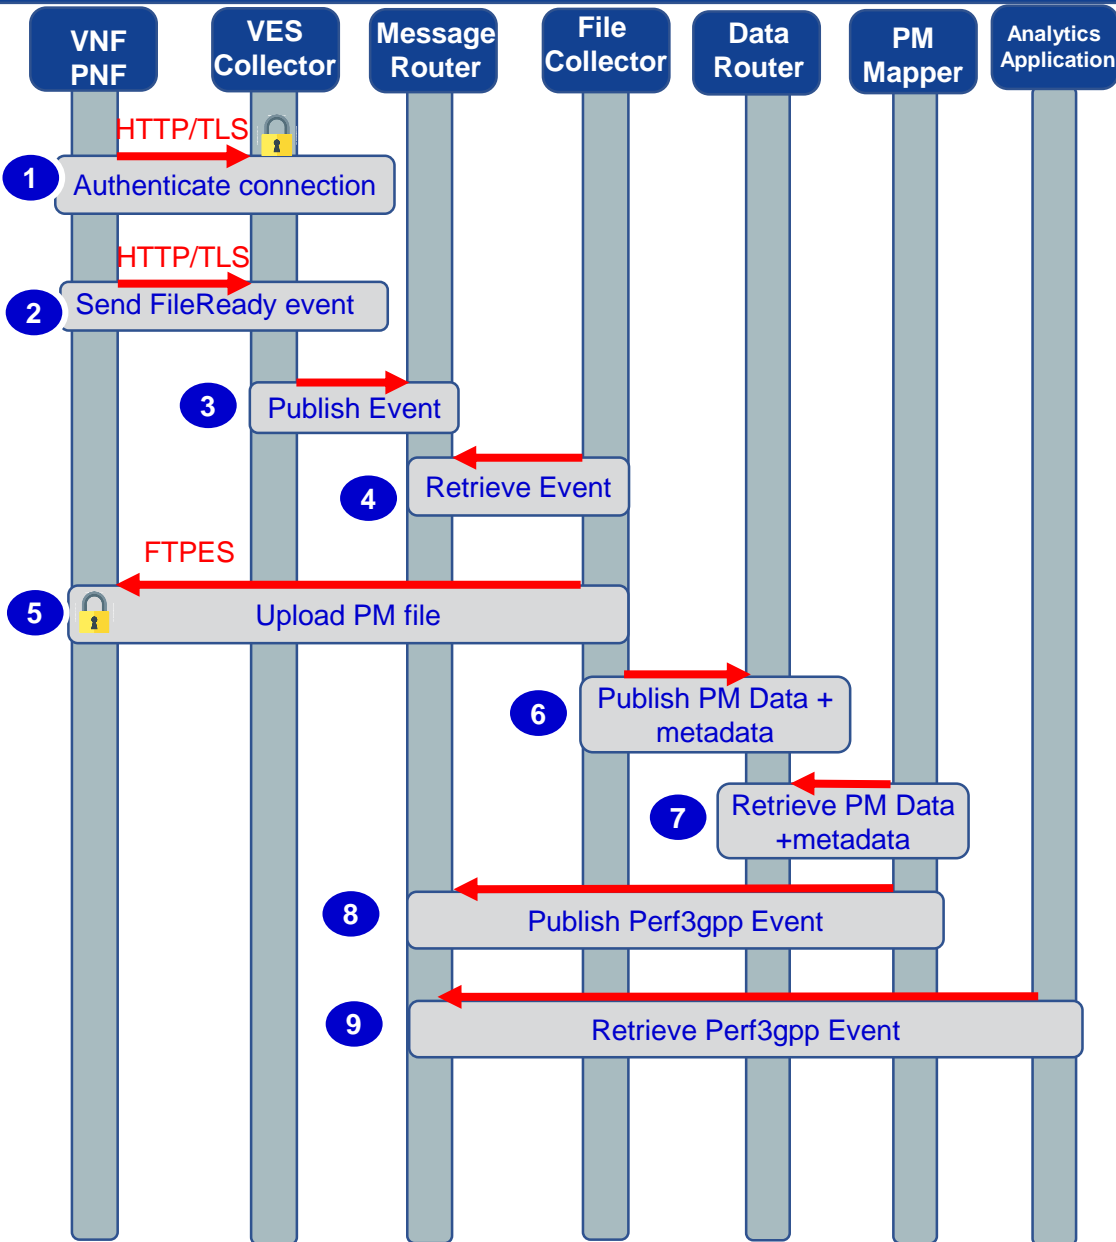 VNF
PNF
VES
Collector
Message
Router
File
Collector
Data
Router
PM
Mapper
Analytics
Application
HTTP/TLS
1
Authenticate connection
HTTP/TLS
2
Send FileReady event
3
Publish Event
4
Retrieve Event
FTPES
5
Upload PM file
6
Publish PM Data +
metadata
7
Retrieve PM Data
+metadata
8
Publish Perf3gpp Event
9
Retrieve Perf3gpp Event